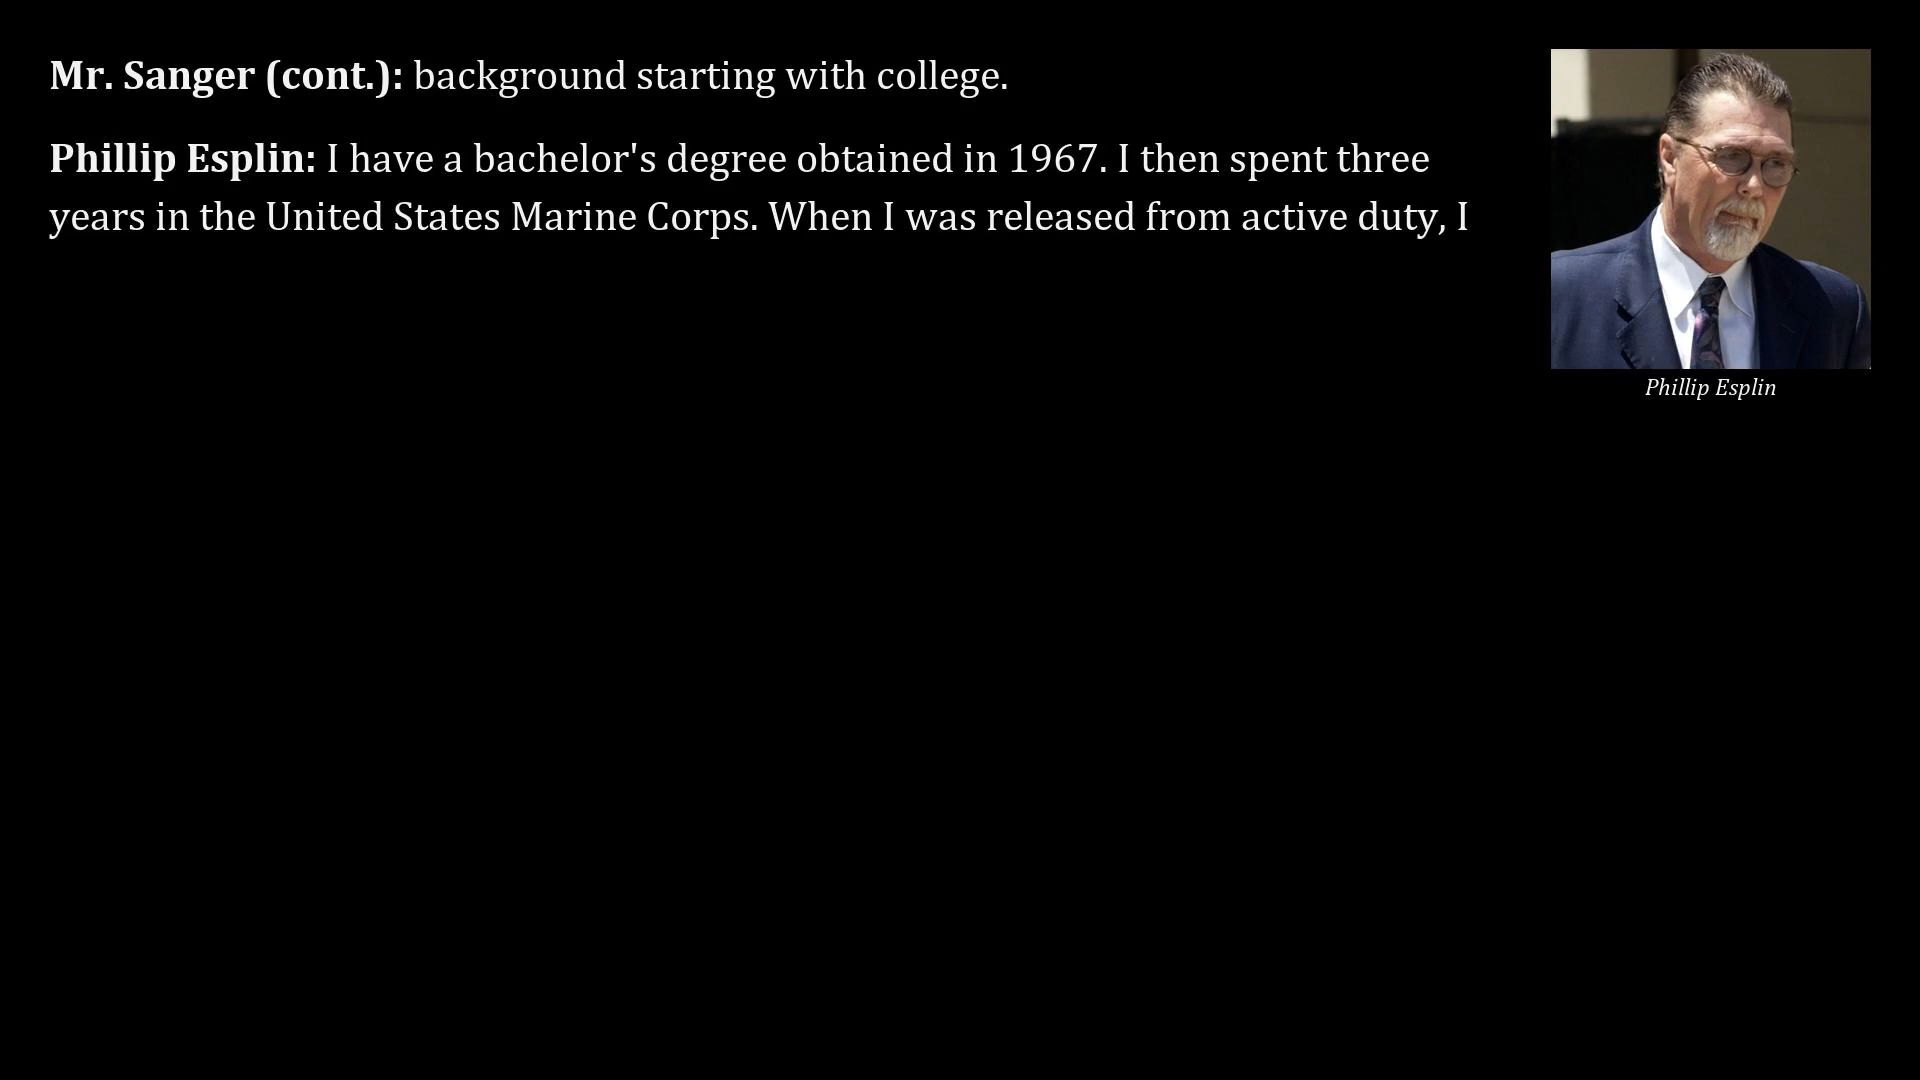 Mr. Sanger (cont.): background starting with college.
Phillip Esplin: I have a bachelor's degree obtained in 1967. I then spent three
years in the United States Marine Corps. When I was released from active duty, I
Phillip Esplin